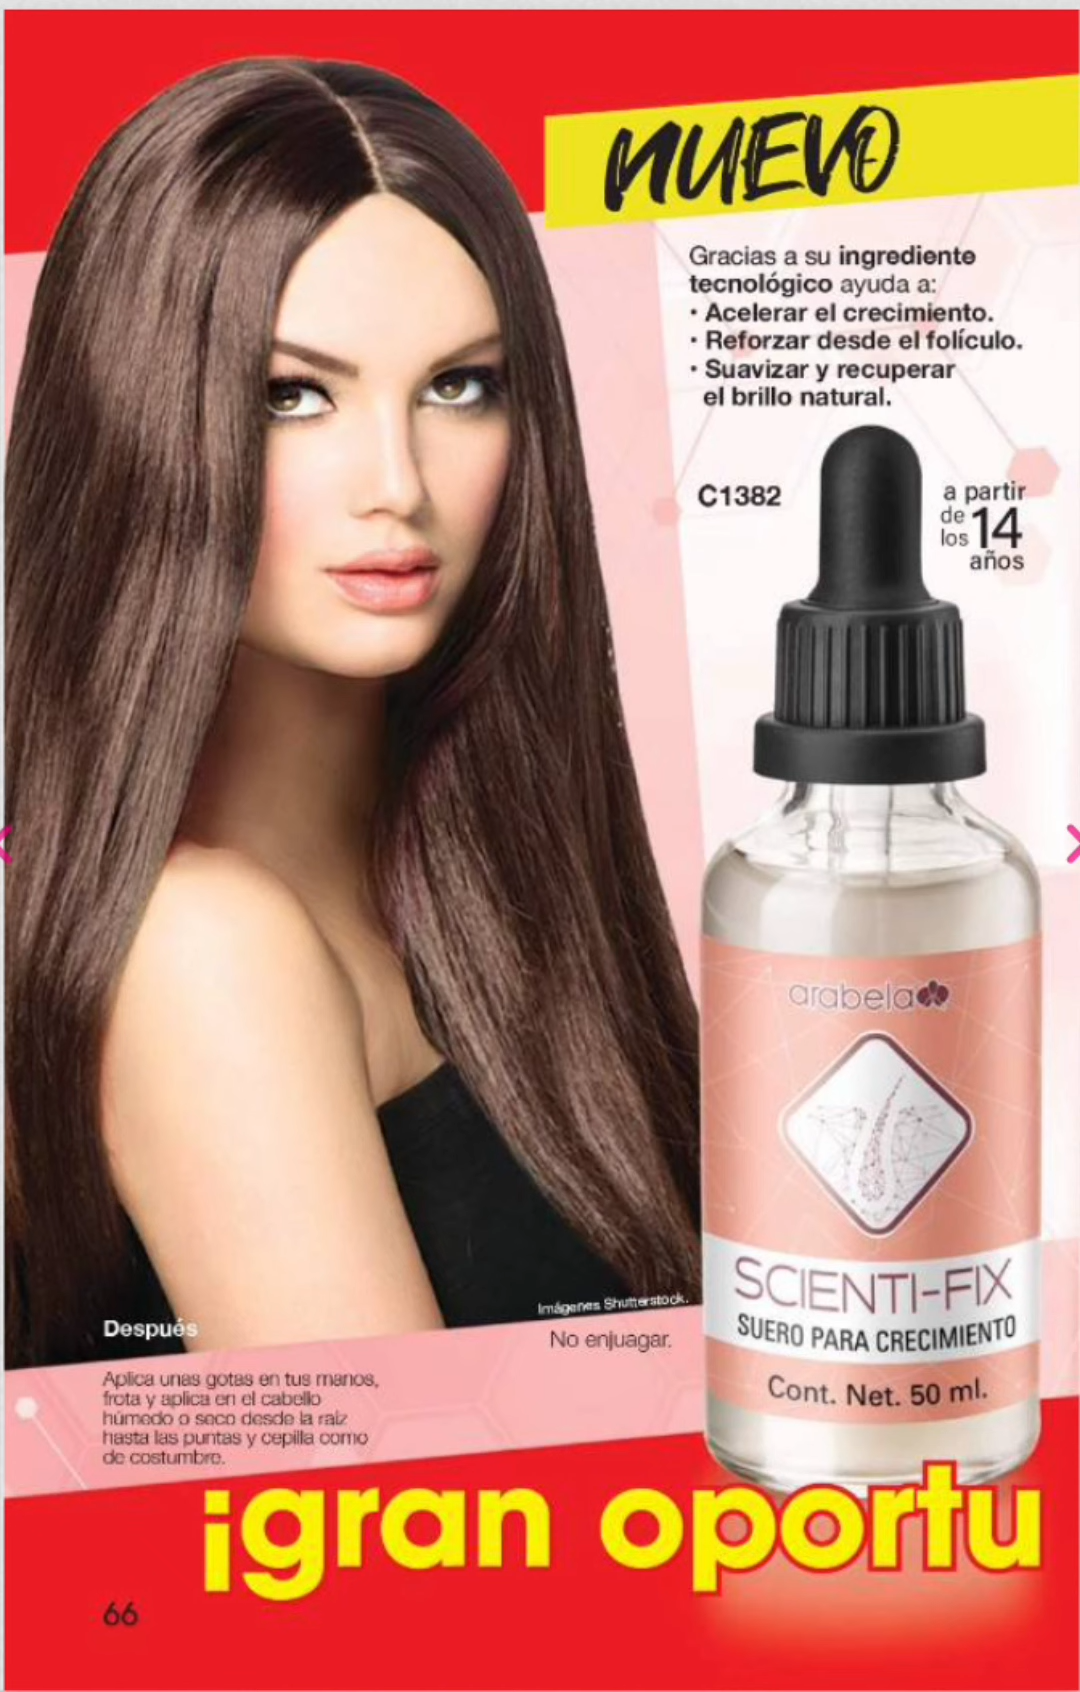 NUEVO
Gracias a su ingrediente
tecnológico ayuda a:
• Acelerar el crecimiento.
• Reforzar desde el folículo.
• Suavizar y recuperar
el brillo natural.
C1382
a partir
de
los 14
años
arabela
SCIENTI-FIX
SUERO PARA CRECIMIENTO
Cont. Net. 50 ml.
Imágenes Shutterstock.
No enjuagar.
Después
Aplica unas gotas en tus manos,
frota y aplica en el cabello
húmedo o seco desde la raíz
hasta las puntas y cepilla como
de costumbre.
¡gran oportu
66